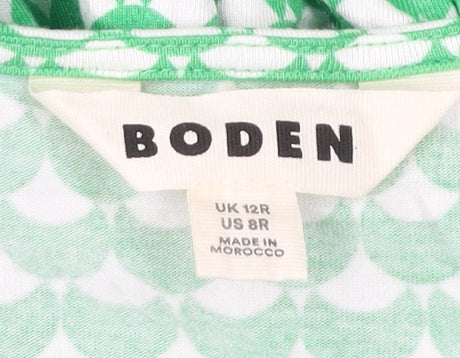 BODEN
UK 12R
US 8R
MADE IN
MOROCCO